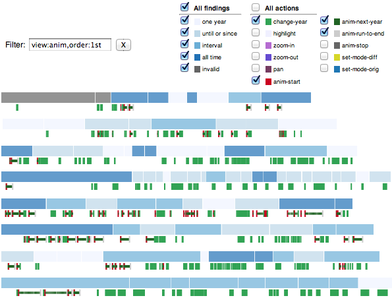 All findings
All actions
one year
change-year
anim-next-year
until or since
highlight
anim-run-to-end
Filter: view:anim,order:1st X
interval
zoom-in
anim-stop
all time
zoom-out
set-mode-diff
invalid
pan
set-mode-orig
anim-start